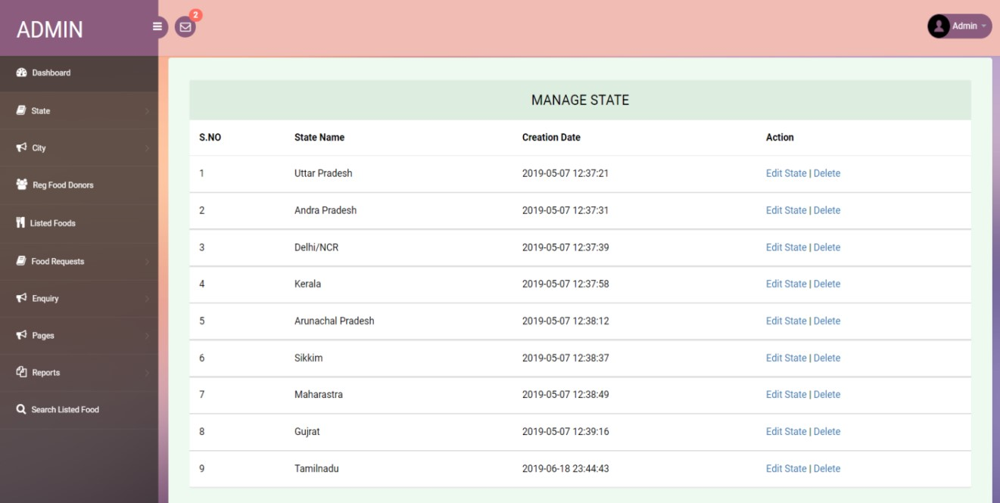 ADMIN
2
Admin
Dashboard
State
City
Reg Food Donors
Listed Foods
Food Requests
Enquiry
Pages
Reports
Search Listed Food
MANAGE STATE
S.NO State Name Creation Date Action
1 Uttar Pradesh 2019-05-07 12:37:21 Edit State | Delete
2 Andra Pradesh 2019-05-07 12:37:31 Edit State | Delete
3 Delhi/NCR 2019-05-07 12:37:39 Edit State | Delete
4 Kerala 2019-05-07 12:37:58 Edit State | Delete
5 Arunachal Pradesh 2019-05-07 12:38:12 Edit State | Delete
6 Sikkim 2019-05-07 12:38:37 Edit State | Delete
7 Maharastra 2019-05-07 12:38:49 Edit State | Delete
8 Gujrat 2019-05-07 12:39:16 Edit State | Delete
9 Tamilnadu 2019-06-18 23:44:43 Edit State | Delete